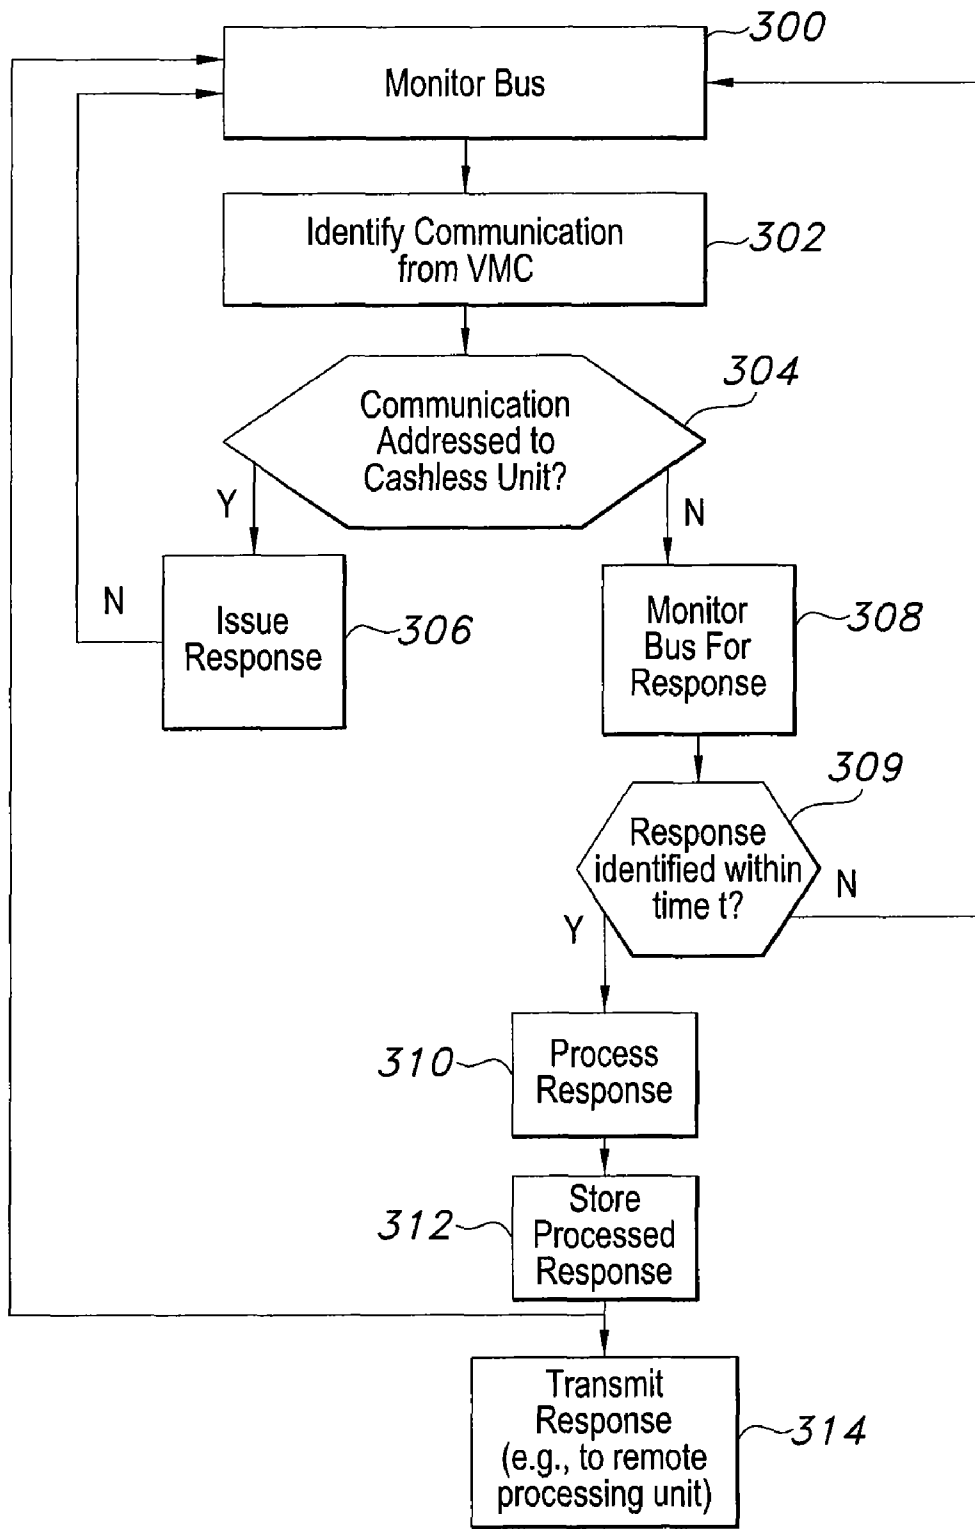 300
Monitor Bus
Identify Communication
from VMC
302
304
Communication
Addressed to
Cashless Unit?
Y
N
N
Issue
Response
306
Monitor
Bus For
Response
308
309
Response
identified within
time t?
N
Y
310
Process
Response
312
Store
Processed
Response
Transmit
Response
(e.g., to remote
processing unit)
314